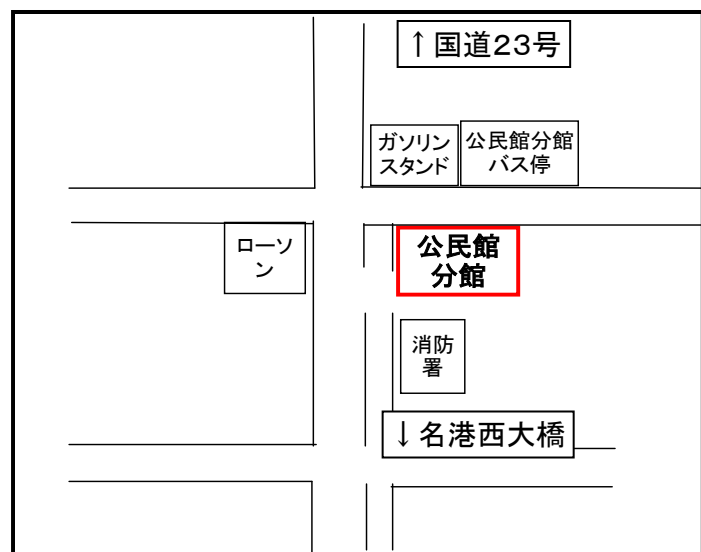 ↑国道23号
ガソリン
スタンド
公民館分館
バス停
ローソ
ン
公民館
分館
消防
署
↓名港西大橋